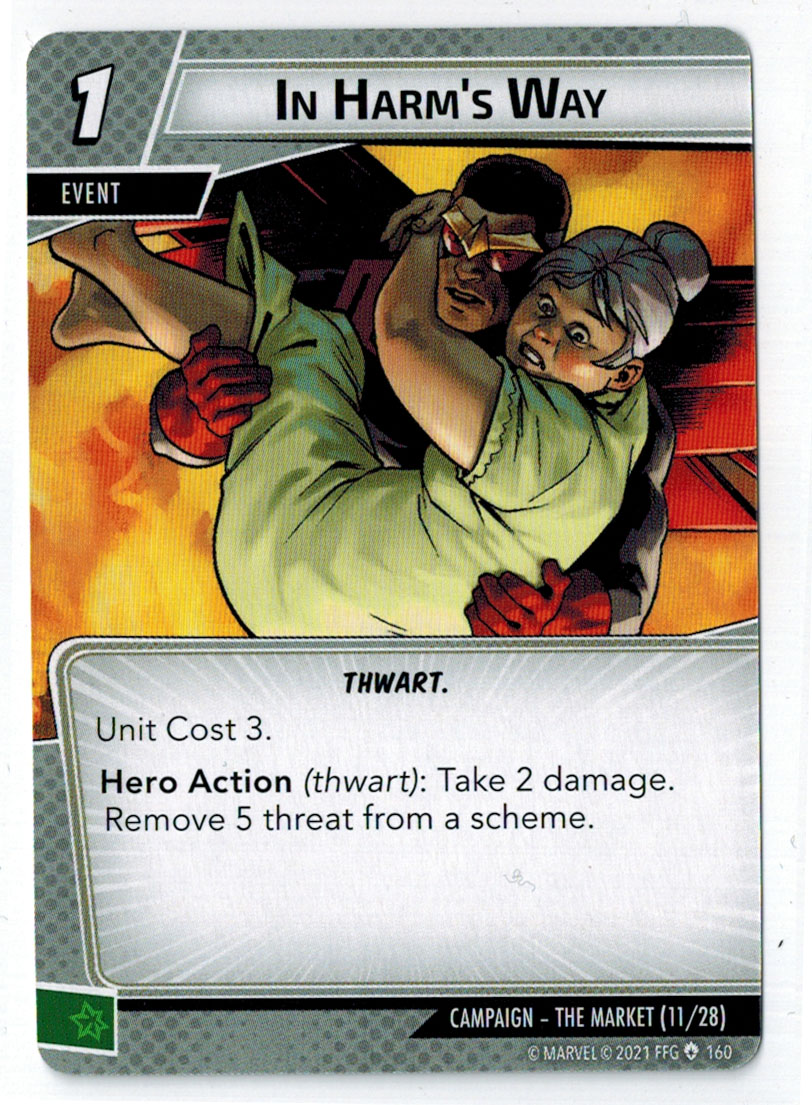 1
IN HARM'S WAY
EVENT
THWART.
Unit Cost 3.
Hero Action (thwart): Take 2 damage.
Remove 5 threat from a scheme.
CAMPAIGN – THE MARKET (11/28)
© MARVEL © 2021 FFG 160